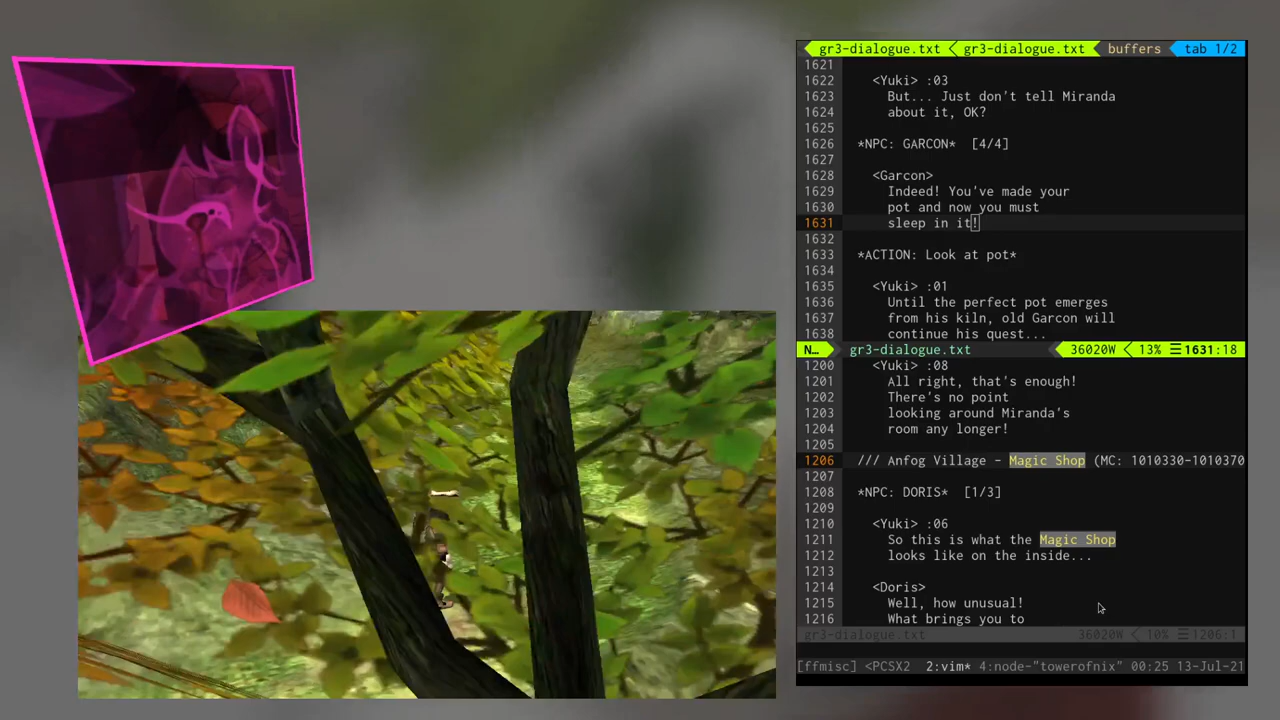 gr3-dialogue.txt gr3-dialogue.txt buffers tab 1/2
1621
1622 <Yuki> :03
1623 But... Just don't tell Miranda
1624 about it, OK?
1625
1626 *NPC: GARCON* [4/4]
1627
1628 <Garcon>
1629 Indeed! You've made your
1630 pot and now you must
1631 sleep in it!
1632
1633 *ACTION: Look at pot*
1634
1635 <Yuki> :01
1636 Until the perfect pot emerges
1637 from his kiln, old Garcon will
1638 continue his quest...
N… gr3-dialogue.txt 36020W 13% ☰1631:18
1200 <Yuki> :08
1201 All right, that's enough!
1202 There's no point
1203 looking around Miranda's
1204 room any longer!
1205
1206 /// Anfog Village - Magic Shop (MC: 1010330-1010370
1207
1208 *NPC: DORIS* [1/3]
1209
1210 <Yuki> :06
1211 So this is what the Magic Shop
1212 looks like on the inside...
1213
1214 <Doris>
1215 Well, how unusual!
1216 What brings you to
gr3-dialogue.txt 36020W 10% ☰1206:1
[ffmisc] <PCSX2 2:vim* 4:node-"towerofnix" 00:25 13-Jul-21